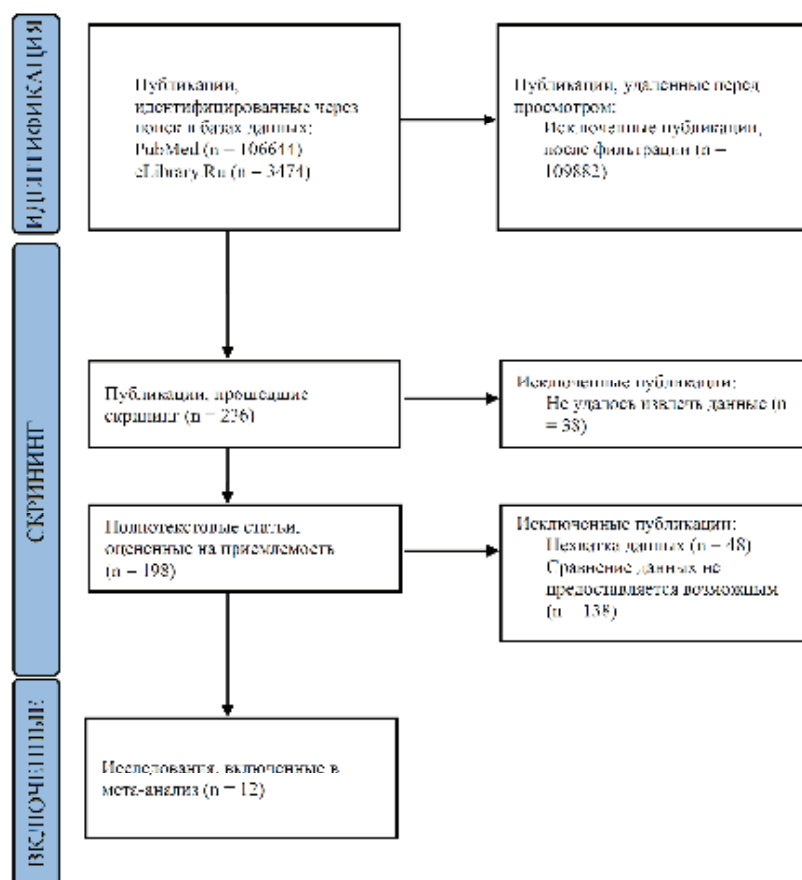 ИДЕНТИФИКАЦИЯ
Публикации,
идентифицированные через
поиск в базах данных:
PubMed (n = 106644)
eLibrary.Ru (n = 3474)
Публикации, удаленные перед
просмотром:
Исключенные публикации,
после фильтрации (n =
109882)
СКРИНИНГ
Публикации, прошедшие
скрининг (n = 236)
Исключенные публикации:
Не удалось извлечь данные (n
= 38)
Полнотекстовые статьи,
оцененные на приемлемость
(n = 198)
Исключенные публикации:
Нехватка данных (n = 48)
Сравнение данных не
предоставляется возможным
(n = 138)
ВКЛЮЧЕННЫЕ
Исследования, включенные в
мета-анализ (n = 12)